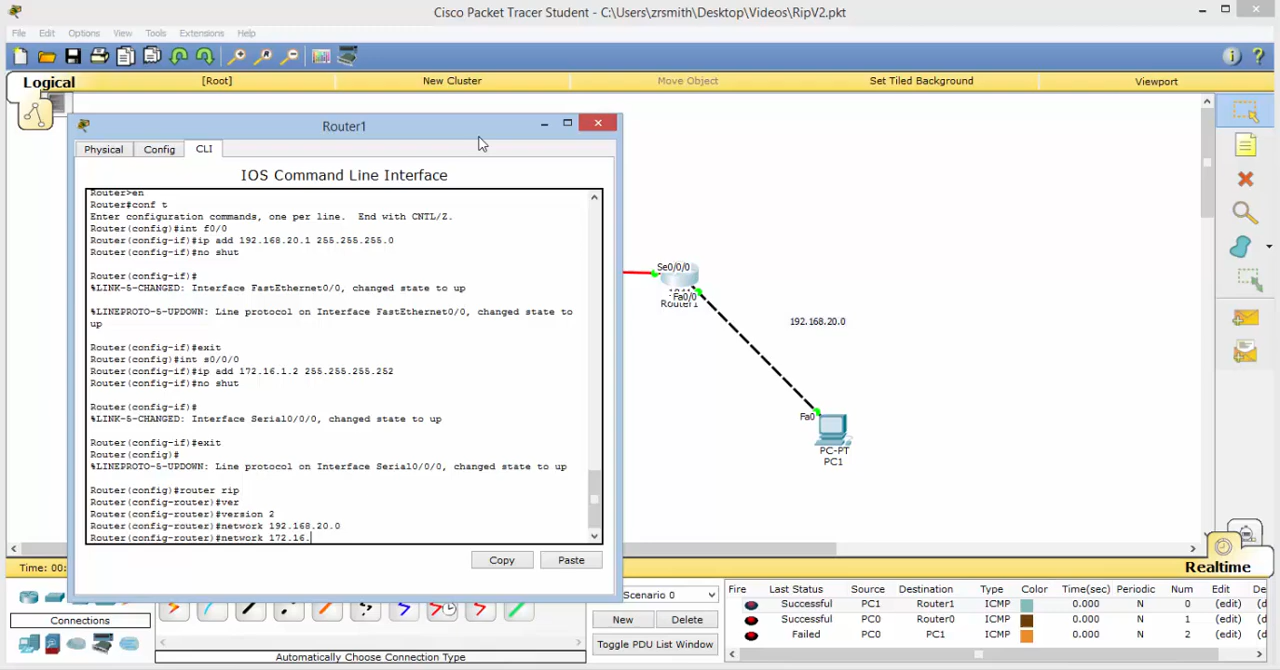 Cisco Packet Tracer Student - C:\Users\zrsmith\Desktop\Videos\RipV2.pkt
File Edit Options View Tools Extensions Help
Logical [Root] New Cluster Move Object Set Tiled Background Viewport
Router1
Physical Config CLI
IOS Command Line Interface
Router>en
Router#conf t
Enter configuration commands, one per line. End with CNTL/Z.
Router(config)#int f0/0
Router(config-if)#ip add 192.168.20.1 255.255.255.0
Router(config-if)#no shut
Router(config-if)#
%LINK-5-CHANGED: Interface FastEthernet0/0, changed state to up
%LINEPROTO-5-UPDOWN: Line protocol on Interface FastEthernet0/0, changed state to
up
Router(config-if)#exit
Router(config)#int s0/0/0
Router(config-if)#ip add 172.16.1.2 255.255.255.252
Router(config-if)#no shut
Router(config-if)#
%LINK-5-CHANGED: Interface Serial0/0/0, changed state to up
Router(config-if)#exit
Router(config)#
%LINEPROTO-5-UPDOWN: Line protocol on Interface Serial0/0/0, changed state to up
Router(config)#router rip
Router(config-router)#ver
Router(config-router)#version 2
Router(config-router)#network 192.168.20.0
Router(config-router)#network 172.16.
Copy Paste
Se0/0/0
Fa0/0
Router1
192.168.20.0
Fa0
PC-PT
PC1
Time: 00:
Realtime
Connections
Automatically Choose Connection Type
Scenario 0
New Delete
Toggle PDU List Window
Fire Last Status Source Destination Type Color Time(sec) Periodic Num Edit
Successful PC1 Router1 ICMP 0.000 N 0 (edit)
Successful PC0 Router0 ICMP 0.000 N 1 (edit)
Failed PC0 PC1 ICMP 0.000 N 2 (edit)